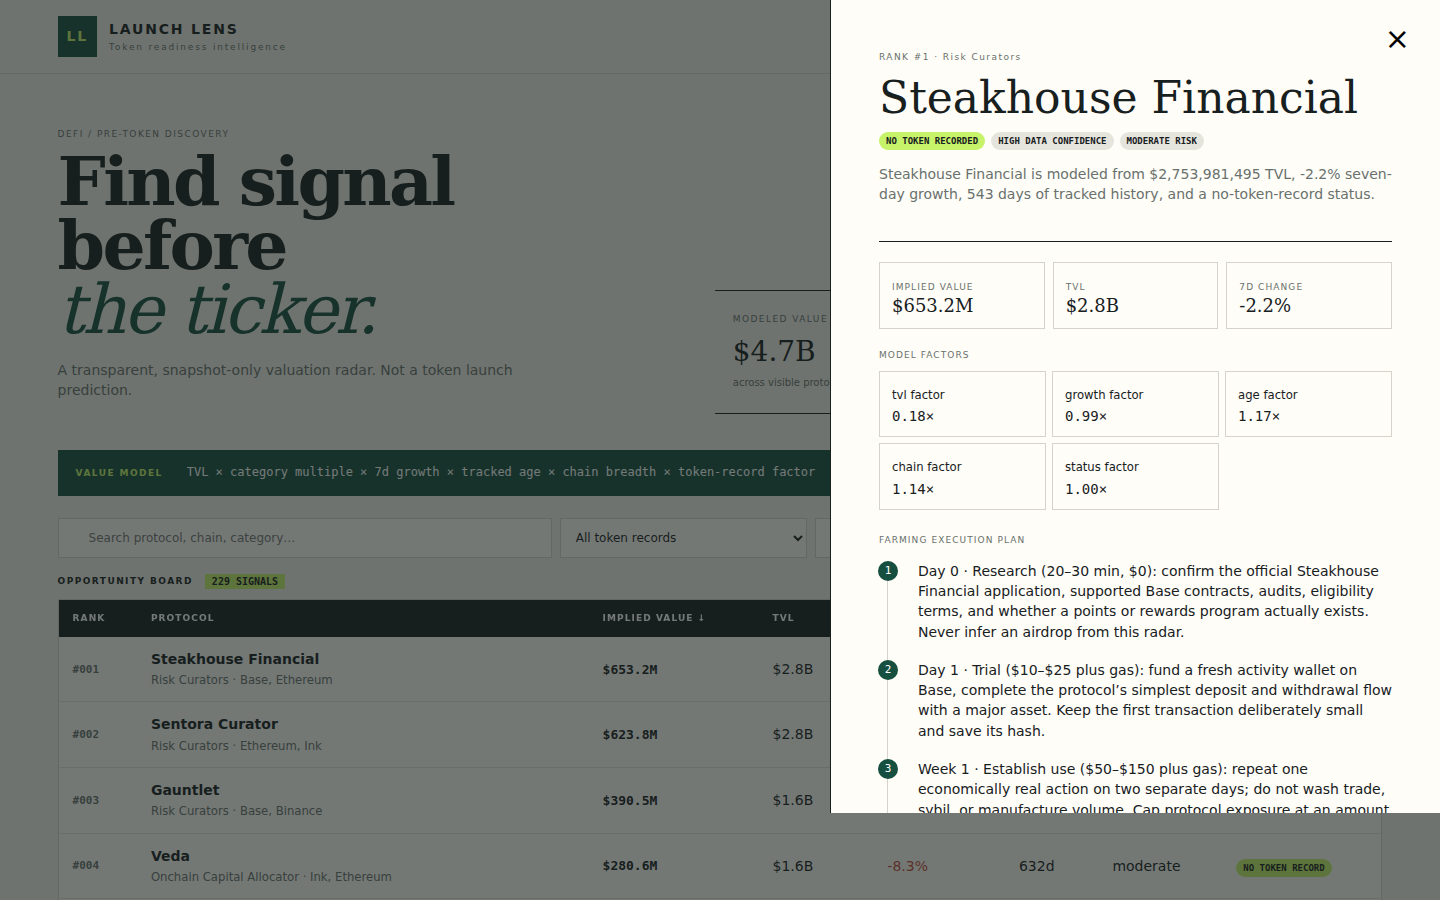 LL
LAUNCH LENS
Token readiness intelligence
DEFI / PRE-TOKEN DISCOVERY
Find signal
before
the ticker.
A transparent, snapshot-only valuation radar. Not a token launch
prediction.
MODELED VALUE
$4.7B
across visible proto
VALUE MODEL TVL × category multiple × 7d growth × tracked age × chain breadth × token-record factor
Search protocol, chain, category…
All token records
OPPORTUNITY BOARD 229 SIGNALS
RANK PROTOCOL IMPLIED VALUE ↓ TVL
#001 Steakhouse Financial $653.2M $2.8B
Risk Curators · Base, Ethereum
#002 Sentora Curator $623.8M $2.8B
Risk Curators · Ethereum, Ink
#003 Gauntlet $390.5M $1.6B
Risk Curators · Base, Binance
#004 Veda $280.6M $1.6B -8.3% 632d moderate NO TOKEN RECORD
Onchain Capital Allocator · Ink, Ethereum
×
RANK #1 · Risk Curators
Steakhouse Financial
NO TOKEN RECORDED HIGH DATA CONFIDENCE MODERATE RISK
Steakhouse Financial is modeled from $2,753,981,495 TVL, -2.2% seven-
day growth, 543 days of tracked history, and a no-token-record status.
IMPLIED VALUE TVL 7D CHANGE
$653.2M $2.8B -2.2%
MODEL FACTORS
tvl factor growth factor age factor
0.18× 0.99× 1.17×
chain factor status factor
1.14× 1.00×
FARMING EXECUTION PLAN
1 Day 0 · Research (20–30 min, $0): confirm the official Steakhouse
Financial application, supported Base contracts, audits, eligibility
terms, and whether a points or rewards program actually exists.
Never infer an airdrop from this radar.
2 Day 1 · Trial ($10–$25 plus gas): fund a fresh activity wallet on
Base, complete the protocol’s simplest deposit and withdrawal flow
with a major asset. Keep the first transaction deliberately small
and save its hash.
3 Week 1 · Establish use ($50–$150 plus gas): repeat one
economically real action on two separate days; do not wash trade,
sybil, or manufacture volume. Cap protocol exposure at an amount